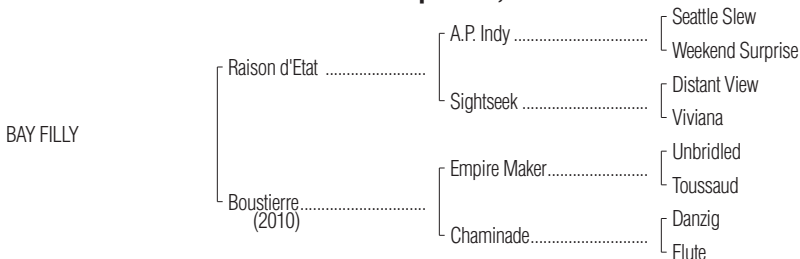 Seattle Slew
A.P. Indy ..............................
Weekend Surprise
Raison d'Etat ......................
Distant View
Sightseek ............................
Viviana
BAY FILLY
Unbridled
Empire Maker......................
Toussaud
Boustierre...........................
(2010)
Danzig
Chaminade..........................
Flute